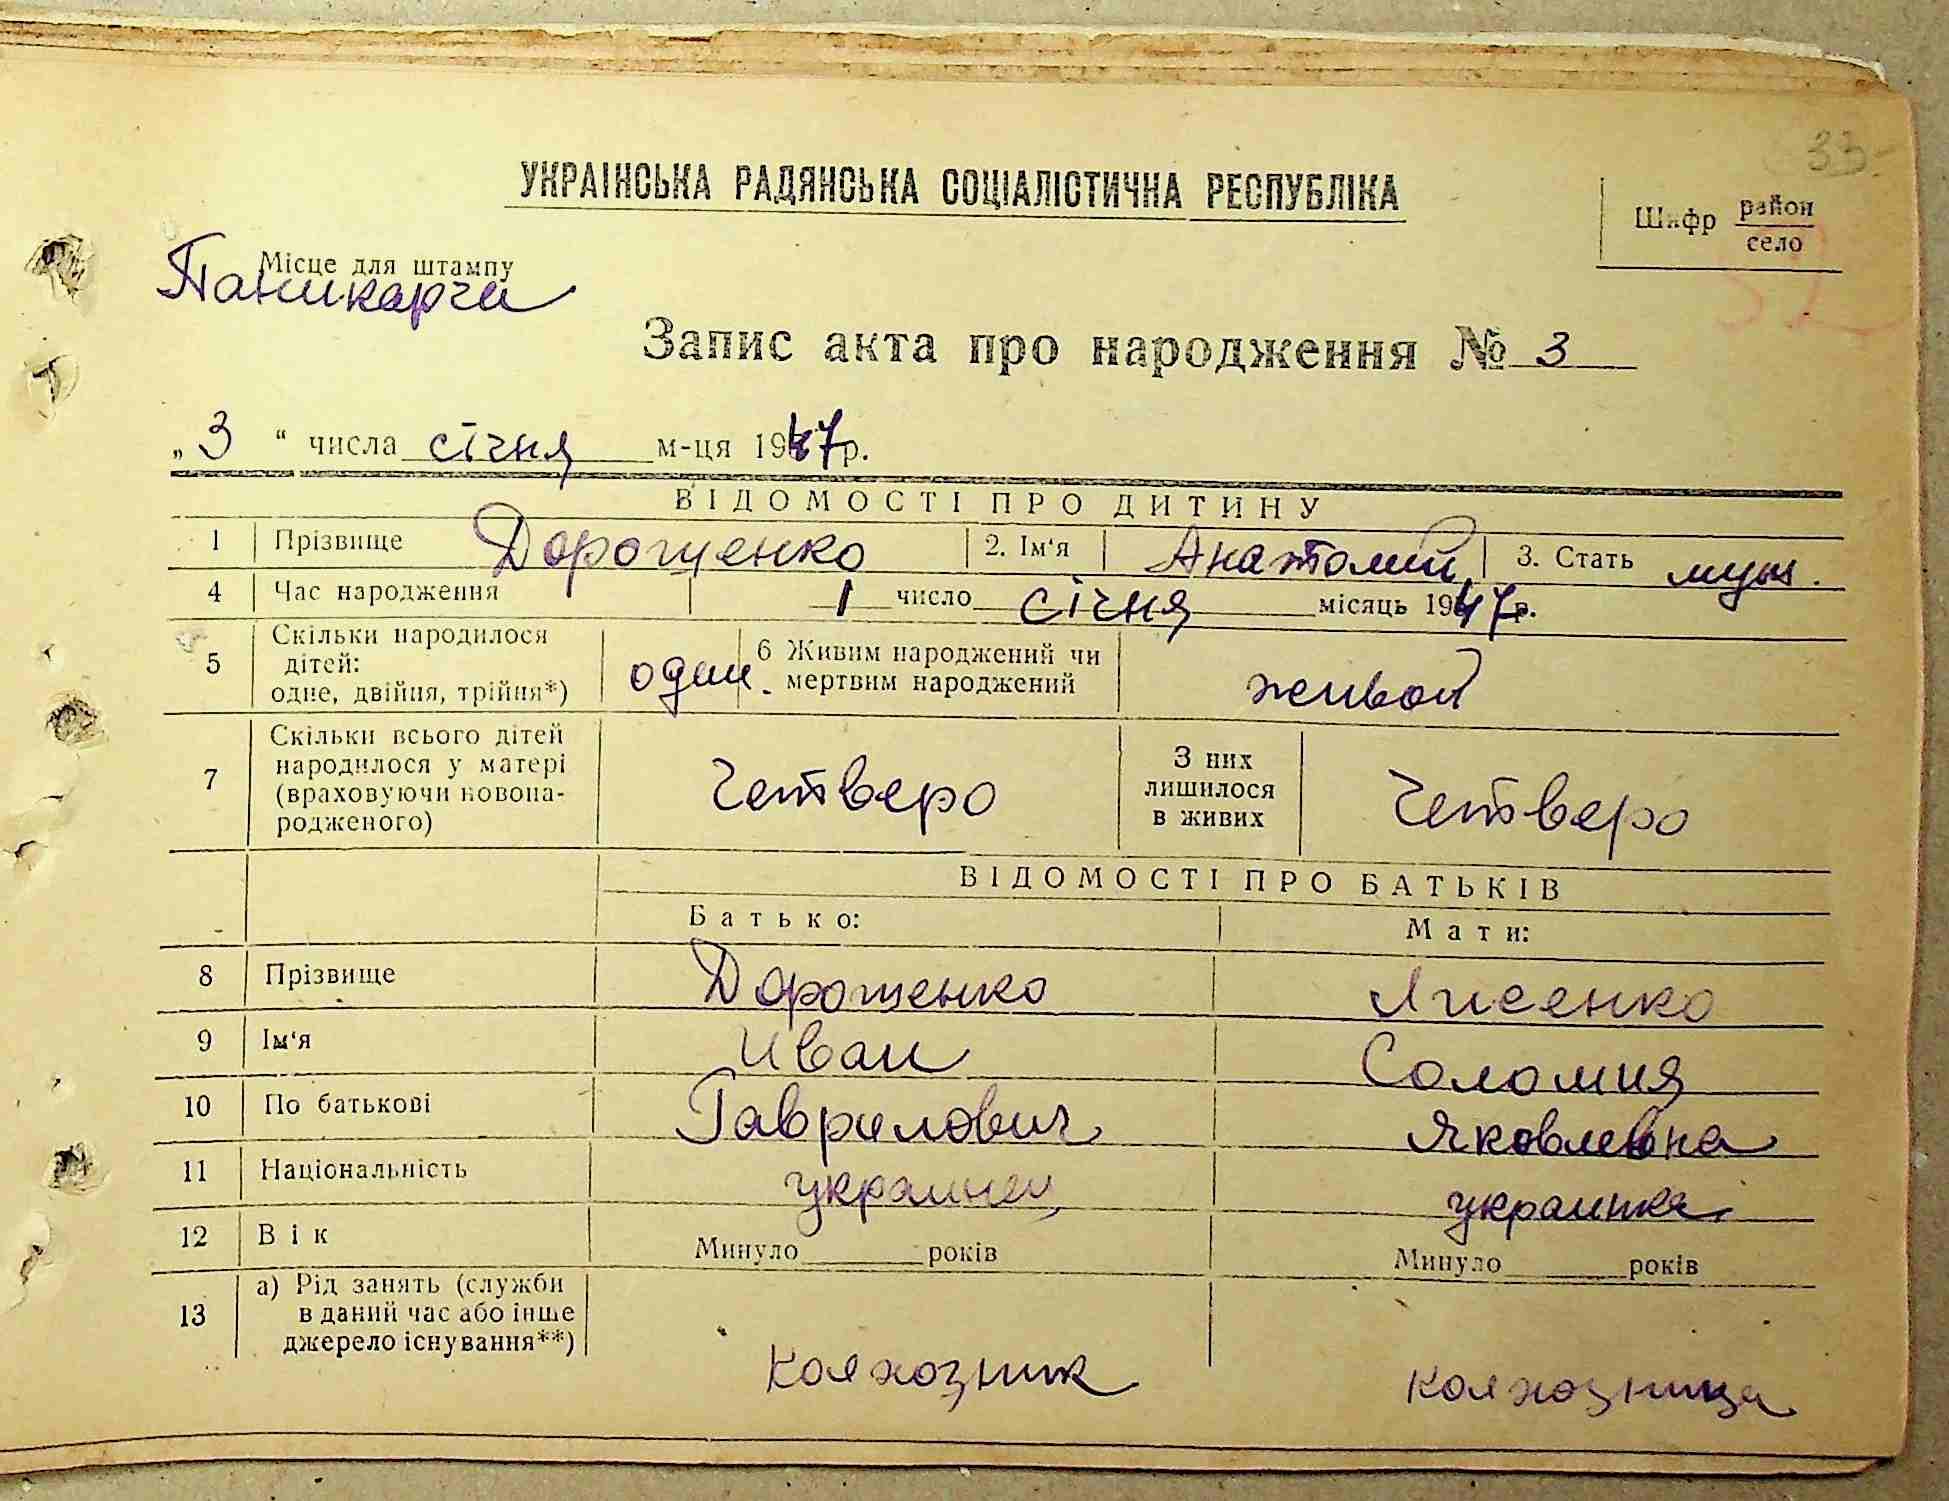 33
УКРАЇНСЬКА РАДЯНСЬКА СОЦІАЛІСТИЧНА РЕСПУБЛІКА
Шифр район
село
Місце для штампу
Паникарча
Запис акта про народження № 3
„ 3 “ числа січня м-ця 1947 р.
ВІДОМОСТІ ПРО ДИТИНУ
1 Прізвище Дорошенко 2. Ім'я Анатолий 3. Стать муж.
4 Час народження 1 число січня місяць 1947 р.
5 Скільки народилося
дітей:
одне, двійня, трійня*) один. 6 Живим народжений чи
мертвим народжений живой
7 Скільки всього дітей
народилося у матері
(враховуючи новона-
родженого) Четверо З них
лишилося
в живих Четверо
ВІДОМОСТІ ПРО БАТЬКІВ
Батько: Мати:
8 Прізвище Дорошенко Лисенко
9 Ім'я Иван Соломия
10 По батькові Гаврилович Яковлевна
11 Національність украинец украинка
12 Вік Минуло років Минуло років
13 а) Рід занять (служби
в даний час або інше
джерело існування**) колхозник колхозница